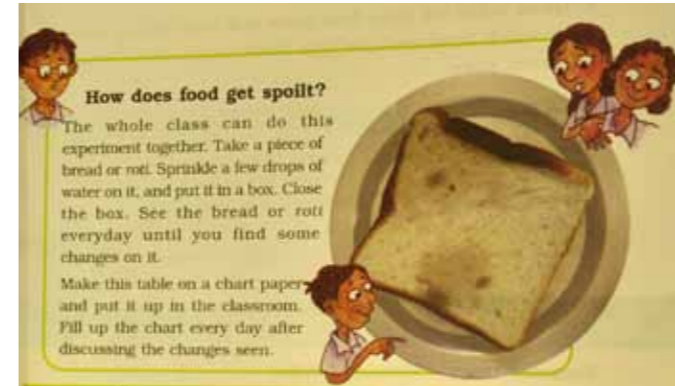 How does food get spoilt?
The whole class can do this
experiment together. Take a piece of
bread or roti. Sprinkle a few drops of
water on it, and put it in a box. Close
the box. See the bread or roti
everyday until you find some
changes on it.
Make this table on a chart paper
and put it up in the classroom.
Fill up the chart every day after
discussing the changes seen.